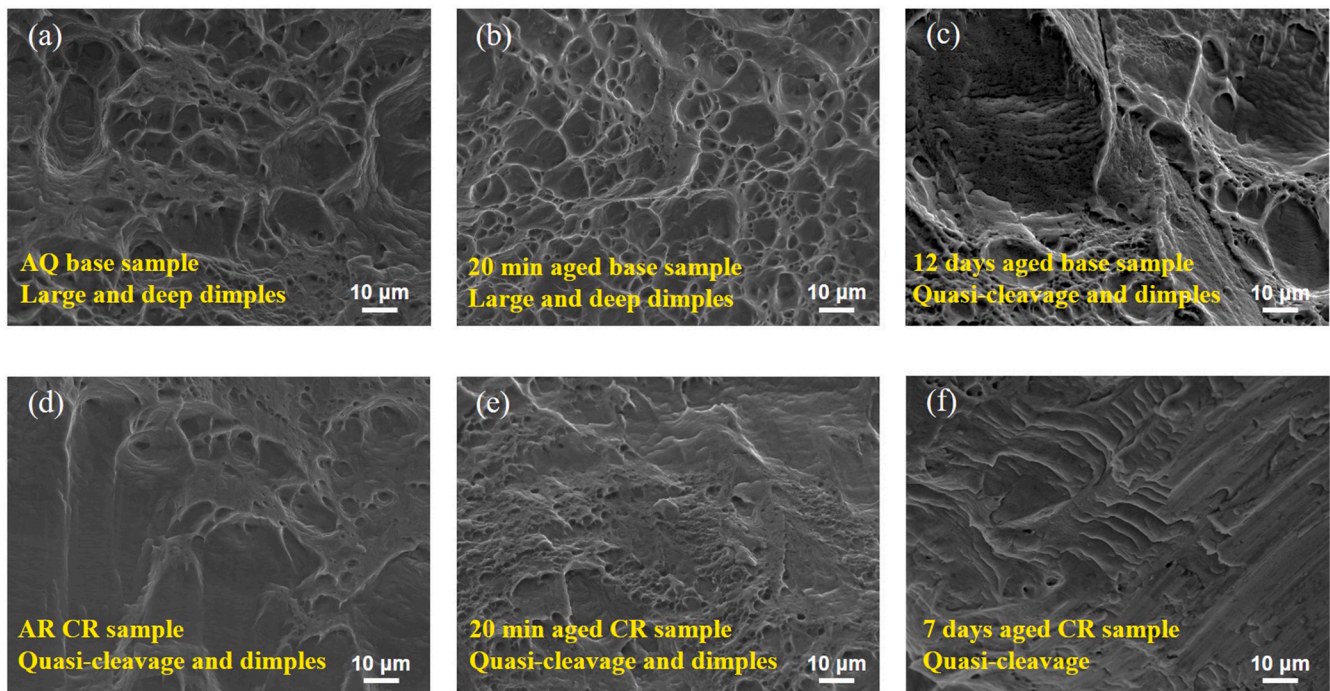 (a)
AQ base sample
Large and deep dimples
10 µm
(b)
20 min aged base sample
Large and deep dimples
10 µm
(c)
12 days aged base sample
Quasi-cleavage and dimples
10 µm
(d)
AR CR sample
Quasi-cleavage and dimples
10 µm
(e)
20 min aged CR sample
Quasi-cleavage and dimples
10 µm
(f)
7 days aged CR sample
Quasi-cleavage
10 µm